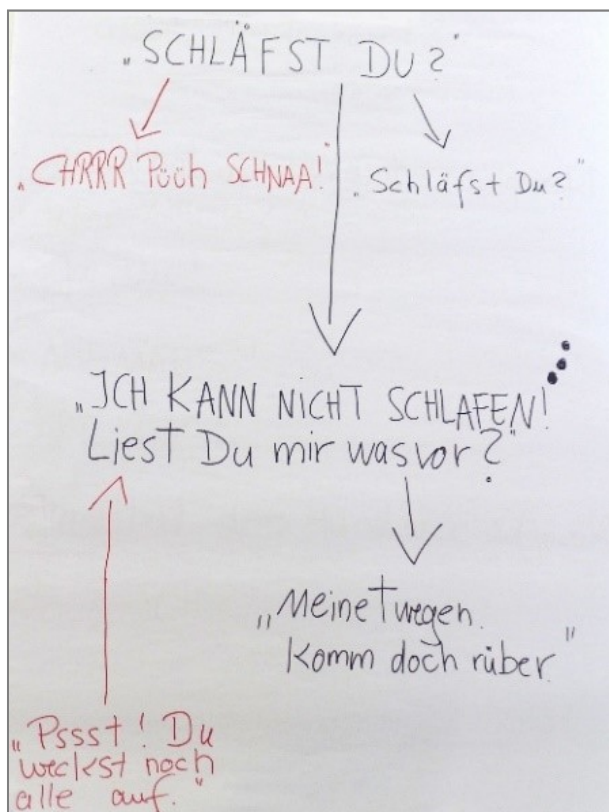 „SCHLÄFST DU?"
„CHRRR Püüh SCHNAA!"
„Schläfst Du?"
„ICH KANN NICHT SCHLAFEN!
Liest Du mir was vor?"
„Meinetwegen.
Komm doch rüber"
„Pssst! Du
weckst noch
alle auf."